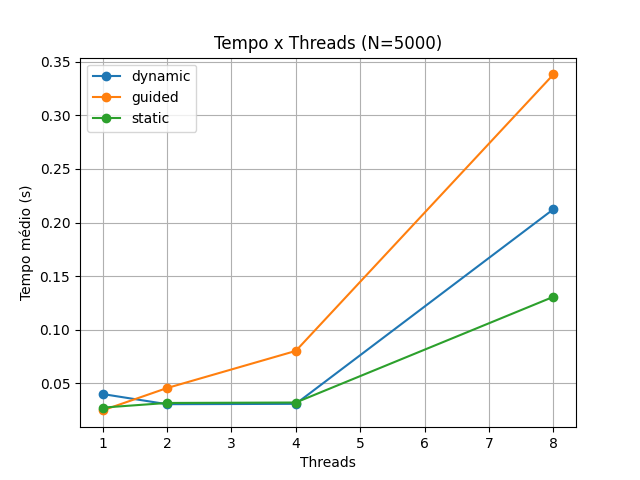 Tempo x Threads (N=5000)
dynamic
guided
static
Tempo médio (s)
0.35
0.30
0.25
0.20
0.15
0.10
0.05
1 2 3 4 5 6 7 8
Threads